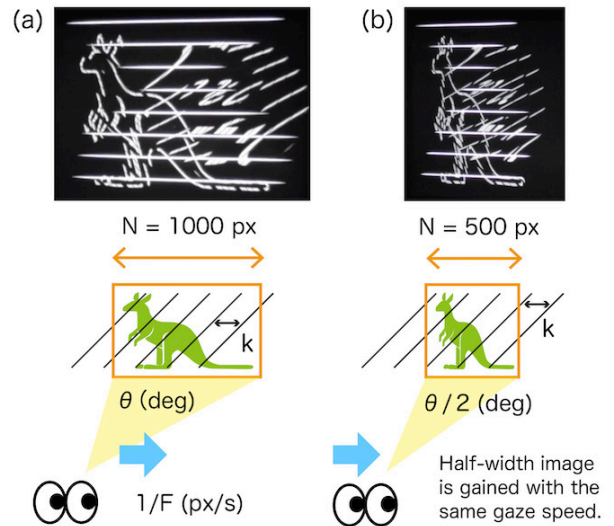 (a)
(b)
N = 1000 px
N = 500 px
k
k
θ (deg)
θ/2 (deg)
1/F (px/s)
Half-width image
is gained with the
same gaze speed.